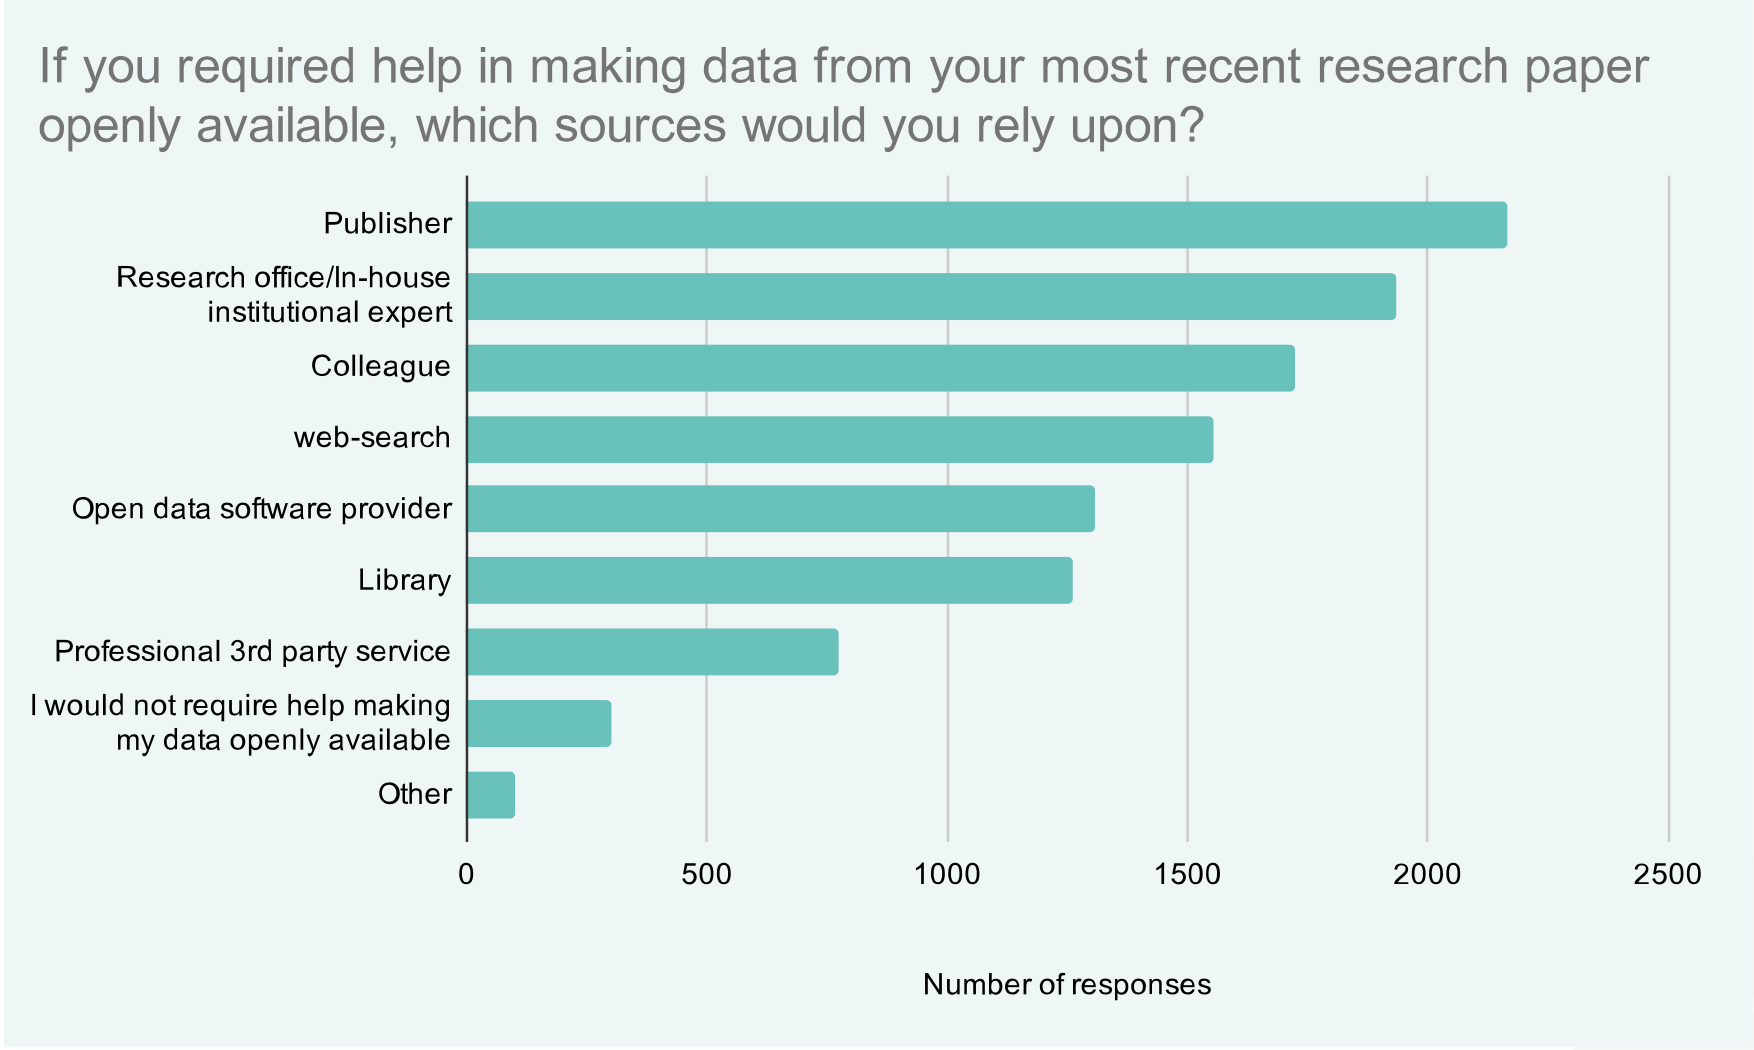 If you required help in making data from your most recent research paper
openly available, which sources would you rely upon?
Publisher
Research office/In-house
institutional expert
Colleague
web-search
Open data software provider
Library
Professional 3rd party service
I would not require help making
my data openly available
Other
0 500 1000 1500 2000 2500
Number of responses